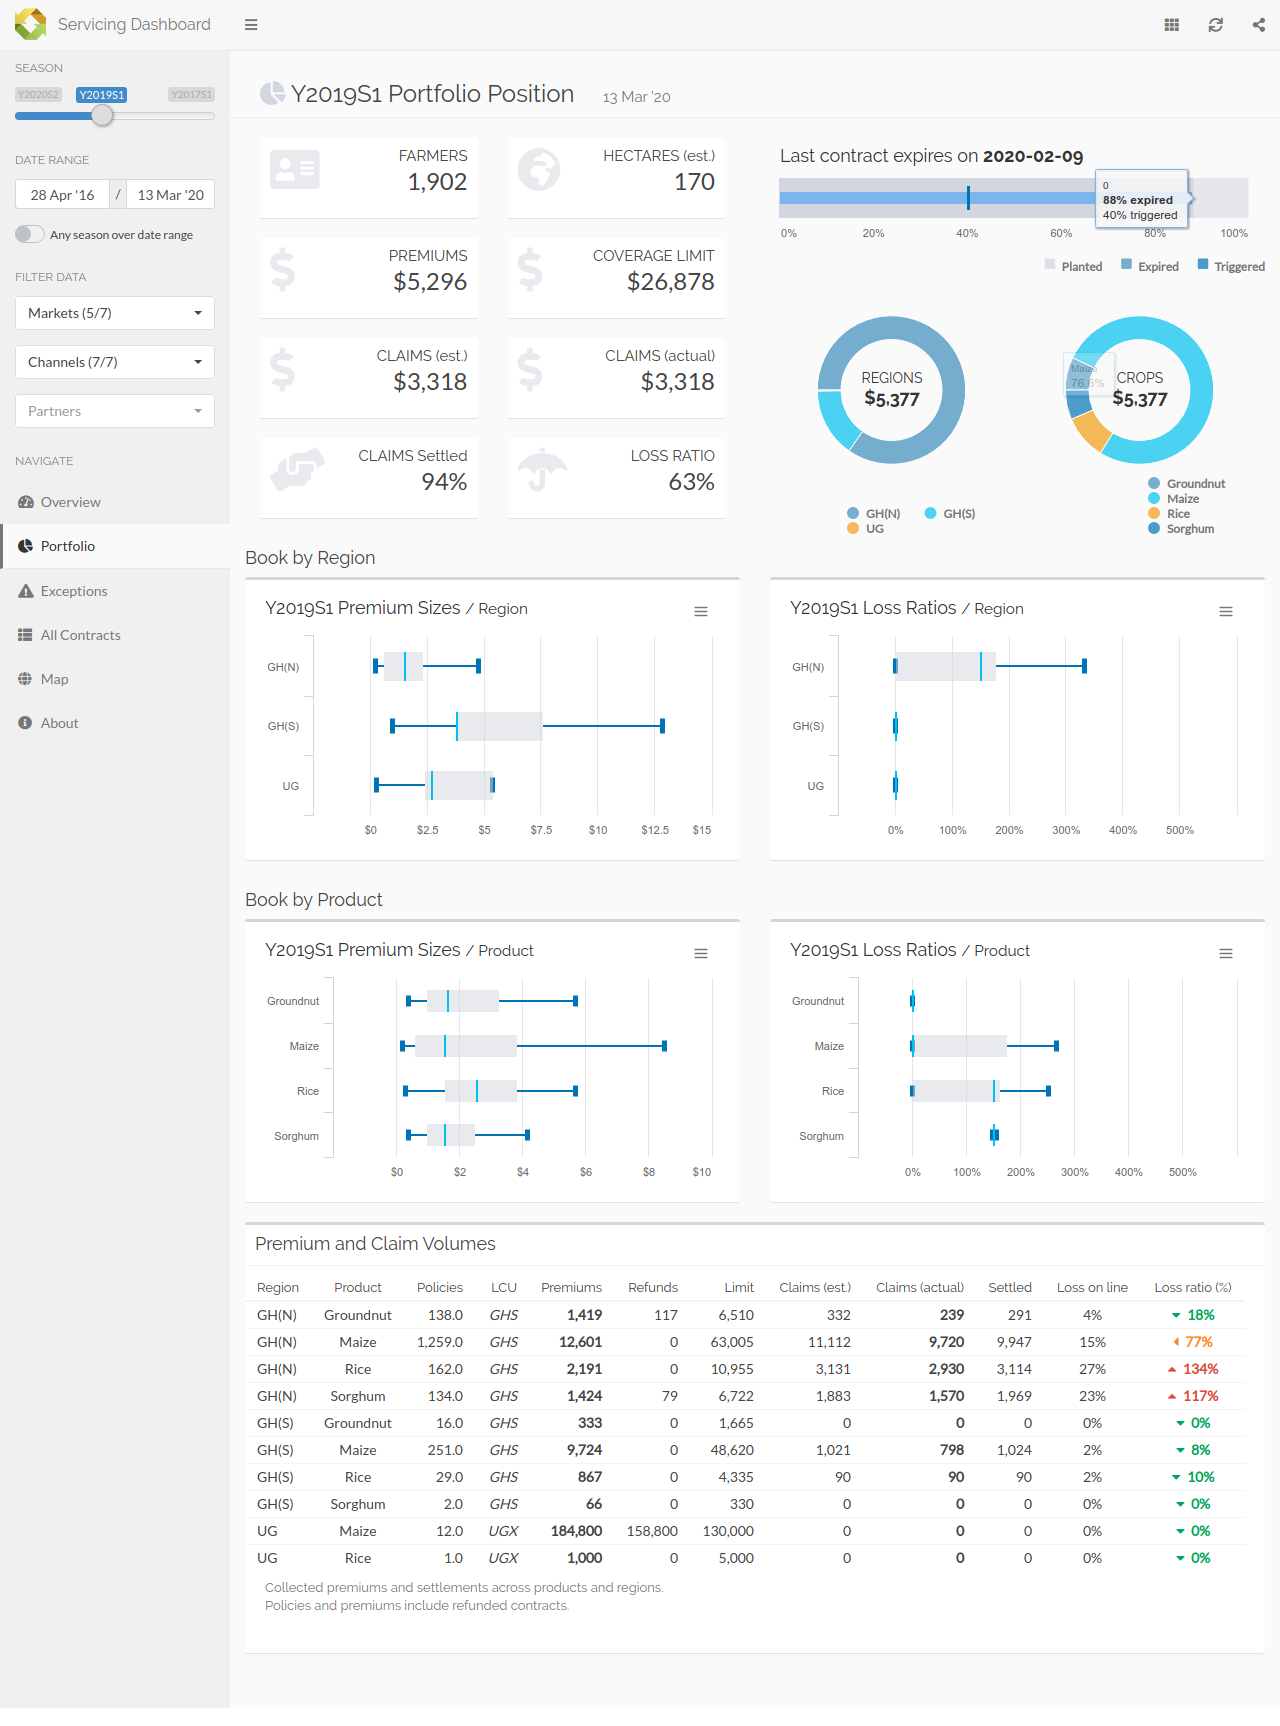 Servicing Dashboard
SEASON
Y2020S2 Y2019S1 Y2017S1
DATE RANGE
28 Apr '16 / 13 Mar '20
Any season over date range
FILTER DATA
Markets (5/7)
Channels (7/7)
Partners
NAVIGATE
Overview
Portfolio
Exceptions
All Contracts
Map
About
Y2019S1 Portfolio Position 13 Mar '20
FARMERS
1,902
HECTARES (est.)
170
PREMIUMS
$5,296
COVERAGE LIMIT
$26,878
CLAIMS (est.)
$3,318
CLAIMS (actual)
$3,318
CLAIMS Settled
94%
LOSS RATIO
63%
Last contract expires on 2020-02-09
0
88% expired
40% triggered
0% 20% 40% 60% 80% 100%
Planted Expired Triggered
REGIONS
$5,377
GH(N) GH(S)
UG
Maize
76.6%
CROPS
$5,377
Groundnut
Maize
Rice
Sorghum
Book by Region
Y2019S1 Premium Sizes / Region
GH(N)
GH(S)
UG
$0 $2.5 $5 $7.5 $10 $12.5 $15
Y2019S1 Loss Ratios / Region
GH(N)
GH(S)
UG
0% 100% 200% 300% 400% 500%
Book by Product
Y2019S1 Premium Sizes / Product
Groundnut
Maize
Rice
Sorghum
$0 $2 $4 $6 $8 $10
Y2019S1 Loss Ratios / Product
Groundnut
Maize
Rice
Sorghum
0% 100% 200% 300% 400% 500%
Premium and Claim Volumes
Region Product Policies LCU Premiums Refunds Limit Claims (est.) Claims (actual) Settled Loss on line Loss ratio (%)
GH(N) Groundnut 138.0 GHS 1,419 117 6,510 332 239 291 4% 18%
GH(N) Maize 1,259.0 GHS 12,601 0 63,005 11,112 9,720 9,947 15% 77%
GH(N) Rice 162.0 GHS 2,191 0 10,955 3,131 2,930 3,114 27% 134%
GH(N) Sorghum 134.0 GHS 1,424 79 6,722 1,883 1,570 1,969 23% 117%
GH(S) Groundnut 16.0 GHS 333 0 1,665 0 0 0 0% 0%
GH(S) Maize 251.0 GHS 9,724 0 48,620 1,021 798 1,024 2% 8%
GH(S) Rice 29.0 GHS 867 0 4,335 90 90 90 2% 10%
GH(S) Sorghum 2.0 GHS 66 0 330 0 0 0 0% 0%
UG Maize 12.0 UGX 184,800 158,800 130,000 0 0 0 0% 0%
UG Rice 1.0 UGX 1,000 0 5,000 0 0 0 0% 0%
Collected premiums and settlements across products and regions.
Policies and premiums include refunded contracts.